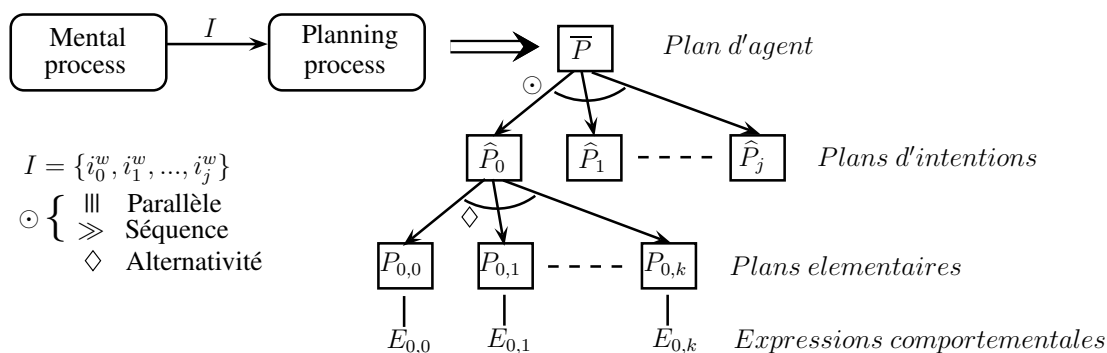 Mental process
I
Planning process
P̅
Plan d'agent
⊙
P̂₀
P̂₁
P̂ⱼ
Plans d'intentions
I = {i₀ʷ, i₁ʷ, ..., iⱼʷ}
⊙ { ||| Parallèle
≫ Séquence
◇ Alternativité
◇
P₀,₀
P₀,₁
P₀,ₖ
Plans elementaires
E₀,₀
E₀,₁
E₀,ₖ
Expressions comportementales